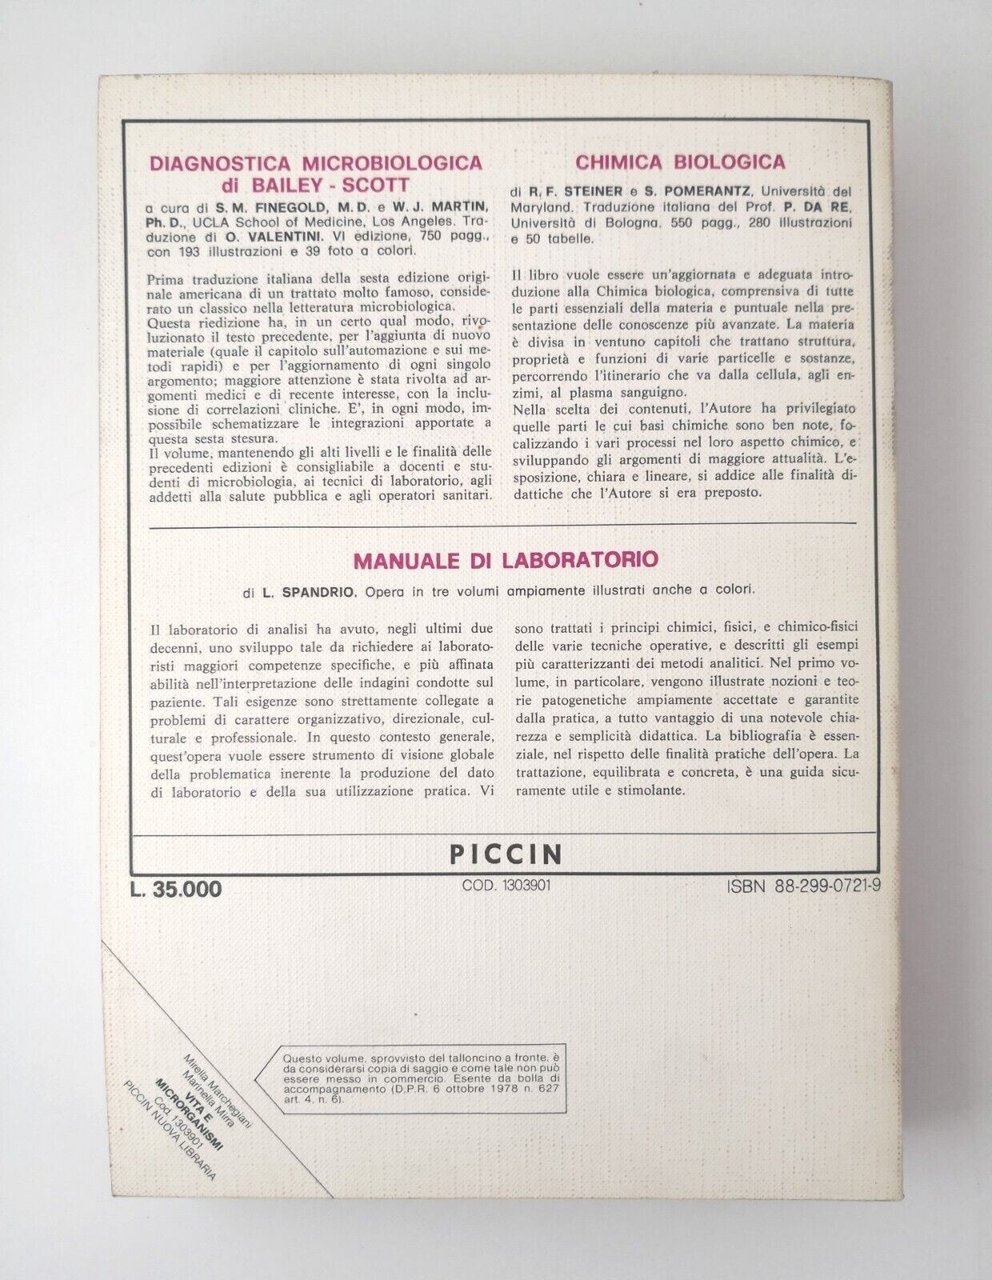 DIAGNOSTICA MICROBIOLOGICA
di BAILEY - SCOTT
a cura di S. M. FINEGOLD, M. D. e W. J. MARTIN,
Ph. D., UCLA School of Medicine, Los Angeles. Tra-
duzione di O. VALENTINI. VI edizione, 750 pagg.,
con 193 illustrazioni e 39 foto a colori.
Prima traduzione italiana della sesta edizione origi-
nale americana di un trattato molto famoso, conside-
rato un classico nella letteratura microbiologica.
Questa riedizione ha, in un certo qual modo, rivo-
luzionato il testo precedente, per l'aggiunta di nuovo
materiale (quale il capitolo sull'automazione e sui me-
todi rapidi) e per l'aggiornamento di ogni singolo
argomento; maggiore attenzione è stata rivolta ad ar-
gomenti medici e di recente interesse, con la inclu-
sione di correlazioni cliniche. E', in ogni modo, im-
possibile schematizzare le integrazioni apportate a
questa sesta stesura.
Il volume, mantenendo gli alti livelli e le finalità delle
precedenti edizioni è consigliabile a docenti e stu-
denti di microbiologia, ai tecnici di laboratorio, agli
addetti alla salute pubblica e agli operatori sanitari.
CHIMICA BIOLOGICA
di R. F. STEINER e S. POMERANTZ, Università del
Maryland. Traduzione italiana del Prof. P. DA RE,
Università di Bologna. 550 pagg., 280 illustrazioni
e 50 tabelle.
Il libro vuole essere un'aggiornata e adeguata intro-
duzione alla Chimica biologica, comprensiva di tutte
le parti essenziali della materia e puntuale nella pre-
sentazione delle conoscenze più avanzate. La materia
è divisa in ventuno capitoli che trattano struttura,
proprietà e funzioni di varie particelle e sostanze,
percorrendo l'itinerario che va dalla cellula, agli en-
zimi, al plasma sanguigno.
Nella scelta dei contenuti, l'Autore ha privilegiato
quelle parti le cui basi chimiche sono ben note, fo-
calizzando i vari processi nel loro aspetto chimico, e
sviluppando gli argomenti di maggiore attualità. L'e-
sposizione, chiara e lineare, si addice alle finalità di-
dattiche che l'Autore si era preposto.
MANUALE DI LABORATORIO
di L. SPANDRIO. Opera in tre volumi ampiamente illustrati anche a colori.
Il laboratorio di analisi ha avuto, negli ultimi due
decenni, uno sviluppo tale da richiedere ai laborato-
risti maggiori competenze specifiche, e più affinata
abilità nell'interpretazione delle indagini condotte sul
paziente. Tali esigenze sono strettamente collegate a
problemi di carattere organizzativo, direzionale, cul-
turale e professionale. In questo contesto generale,
quest'opera vuole essere strumento di visione globale
della problematica inerente la produzione del dato
di laboratorio e della sua utilizzazione pratica. Vi
sono trattati i principi chimici, fisici, e chimico-fisici
delle varie tecniche operative, e descritti gli esempi
più caratterizzanti dei metodi analitici. Nel primo vo-
lume, in particolare, vengono illustrate nozioni e teo-
rie patogenetiche ampiamente accettate e garantite
dalla pratica, a tutto vantaggio di una notevole chia-
rezza e semplicità didattica. La bibliografia è essen-
ziale, nel rispetto delle finalità pratiche dell'opera. La
trattazione, equilibrata e concreta, è una guida sicu-
ramente utile e stimolante.
PICCIN
L. 35.000
COD. 1303901
ISBN 88-299-0721-9
Mirella Marchegiani
Marinella Mirra
VITA E
MICRORGANISMI
Cod. 1303901
PICCIN NUOVA LIBRARIA
Questo volume, sprovvisto del talloncino a fronte, è
da considerarsi copia di saggio e come tale non può
essere messo in commercio. Esente da bolla di
accompagnamento (D.P.R. 6 ottobre 1978 n. 627
art. 4, n. 6).